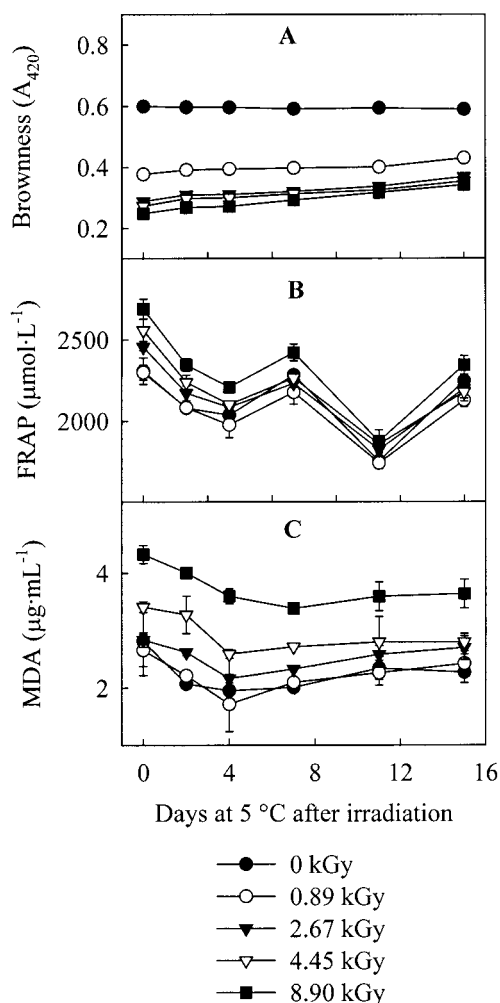 A
Brownness (A₄₂₀)
0.8
0.6
0.4
0.2
B
FRAP (μmol·L⁻¹)
2500
2000
C
MDA (μg·mL⁻¹)
4
2
0 4 8 12 16
Days at 5 °C after irradiation
0 kGy
0.89 kGy
2.67 kGy
4.45 kGy
8.90 kGy